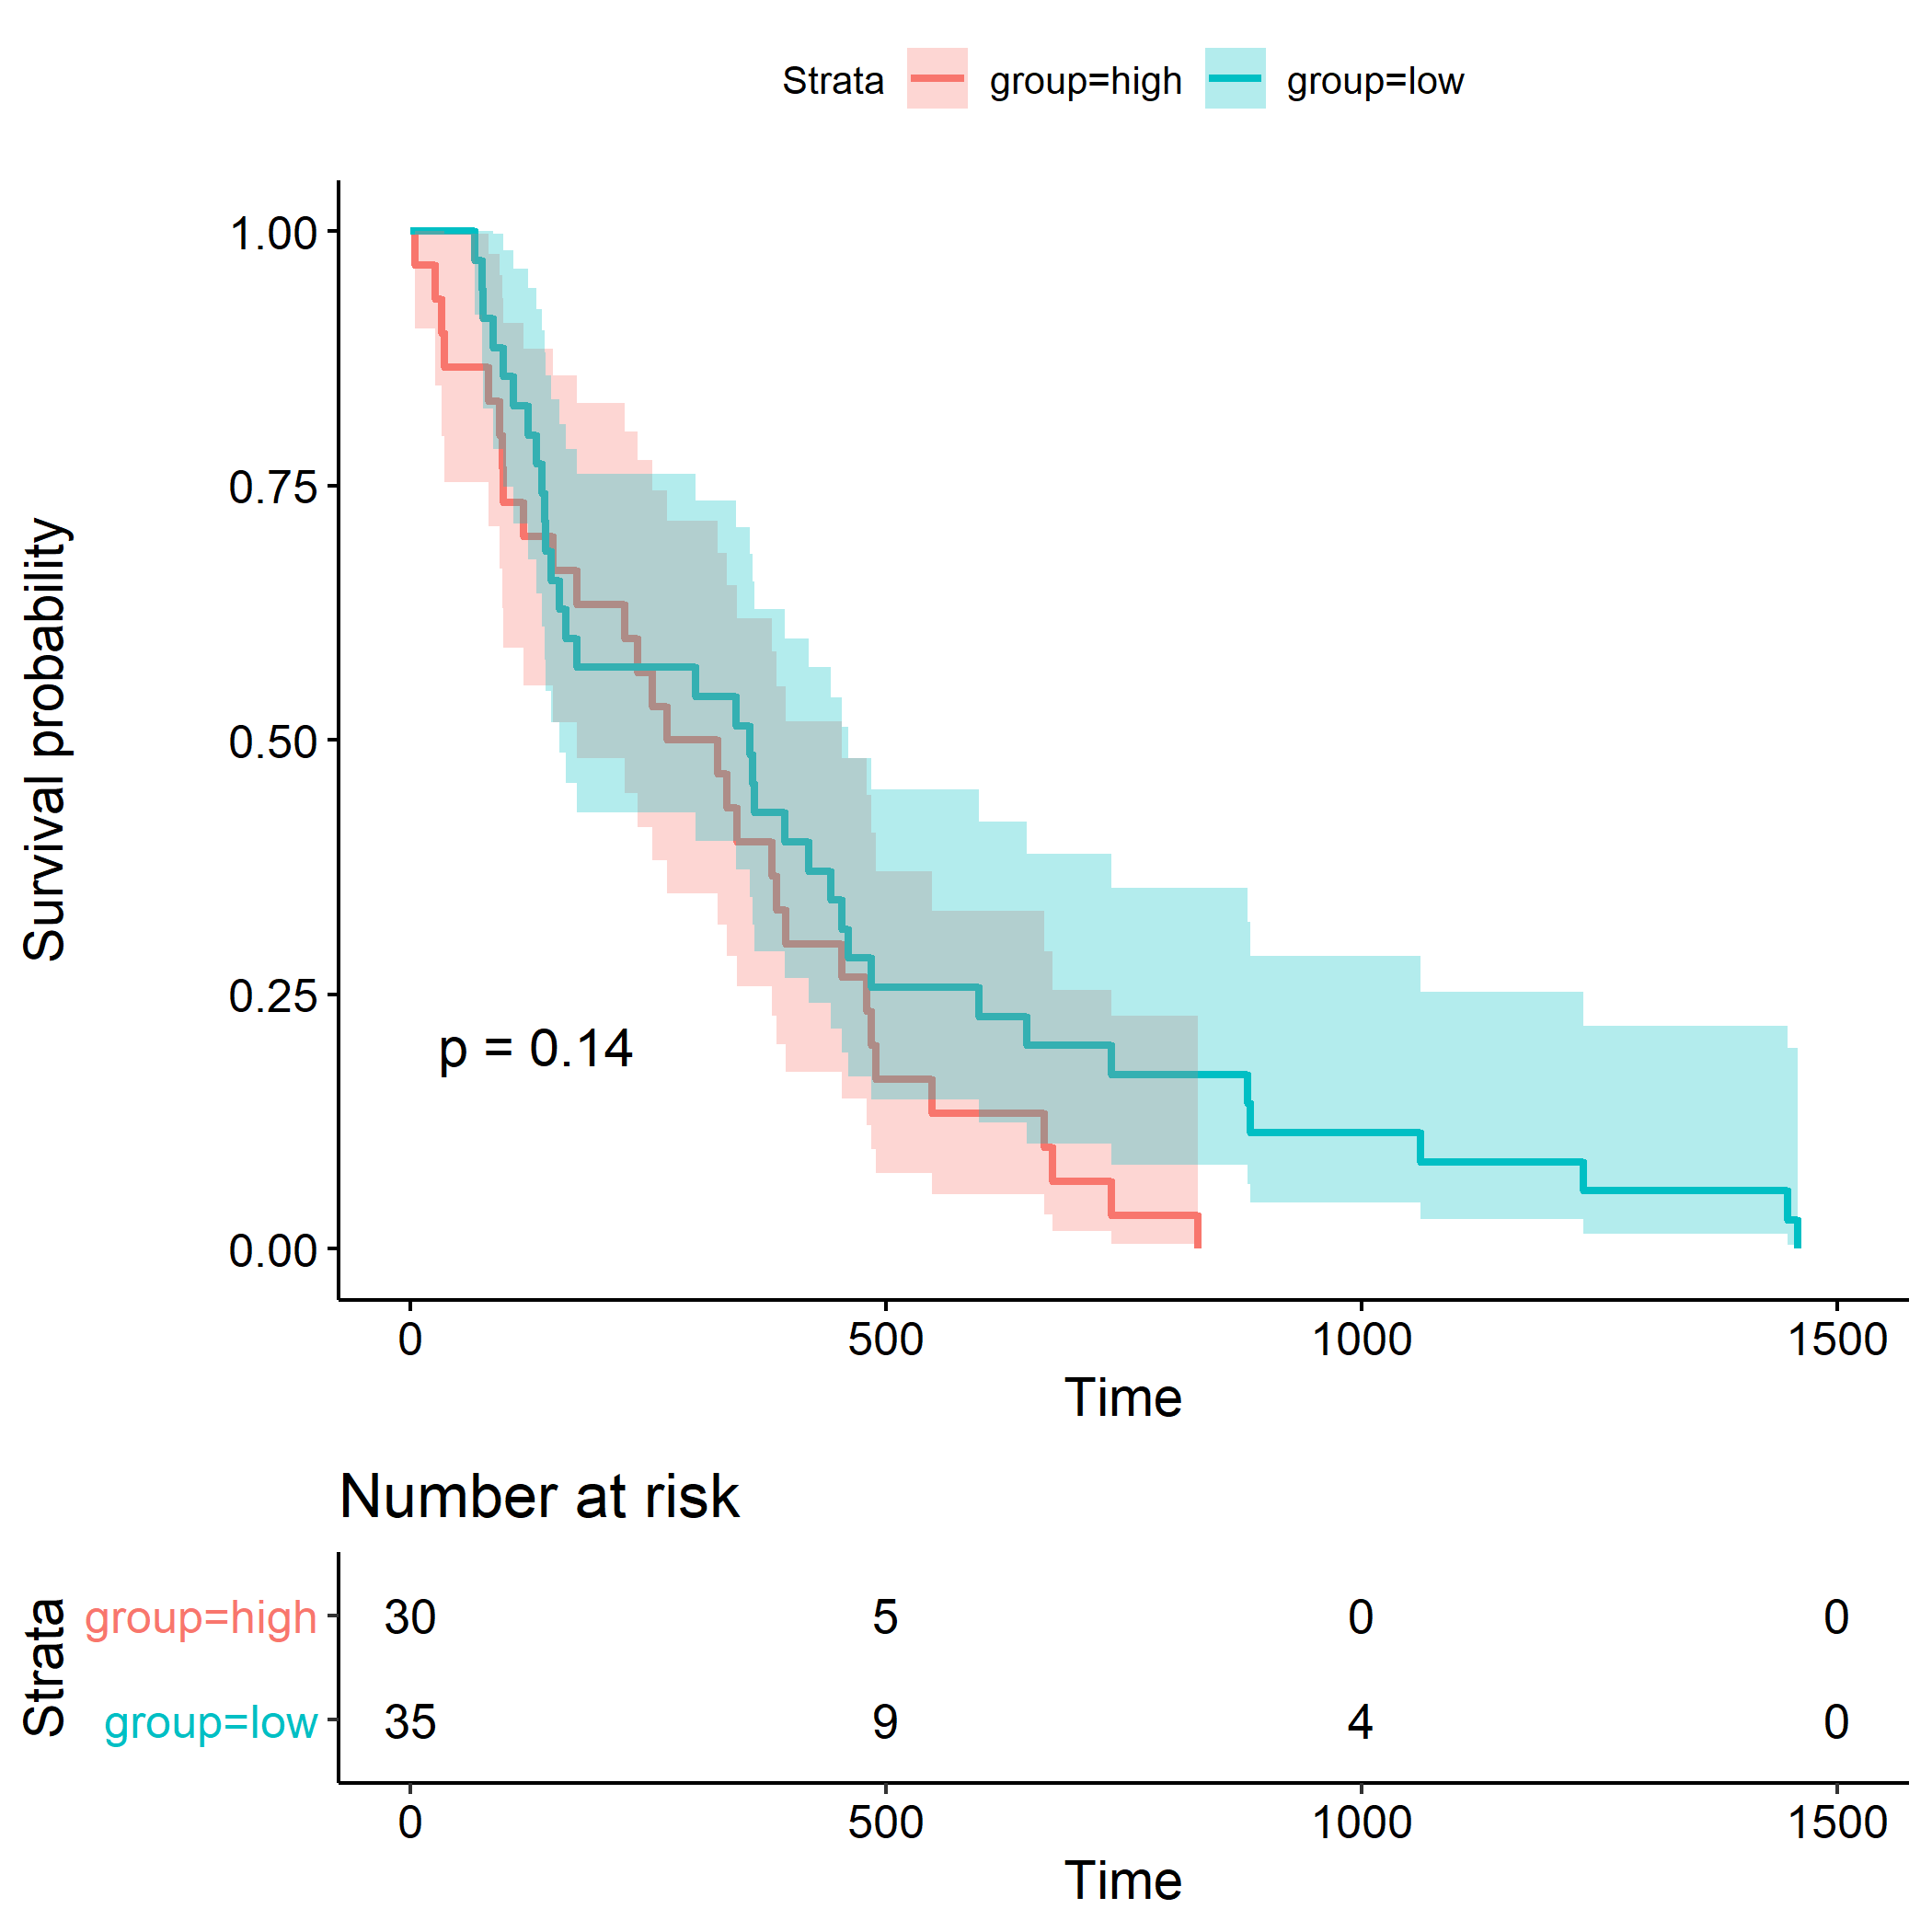 Strata group=high group=low
1.00
0.75
0.50
0.25
0.00
Survival probability
p = 0.14
0 500 1000 1500
Time
Number at risk
Strata
group=high 30 5 0 0
group=low 35 9 4 0
0 500 1000 1500
Time